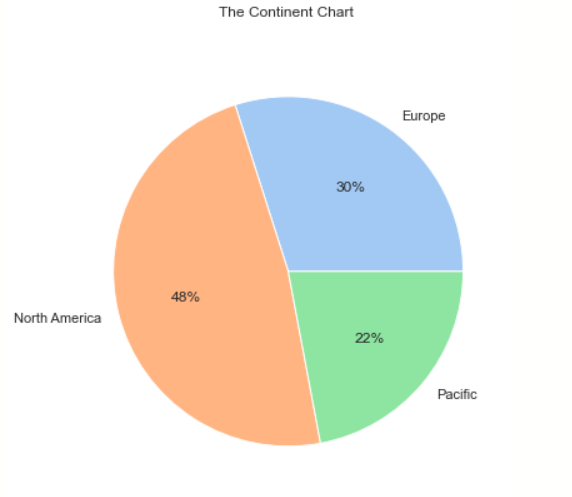 The Continent Chart
Europe
30%
48%
North America
22%
Pacific